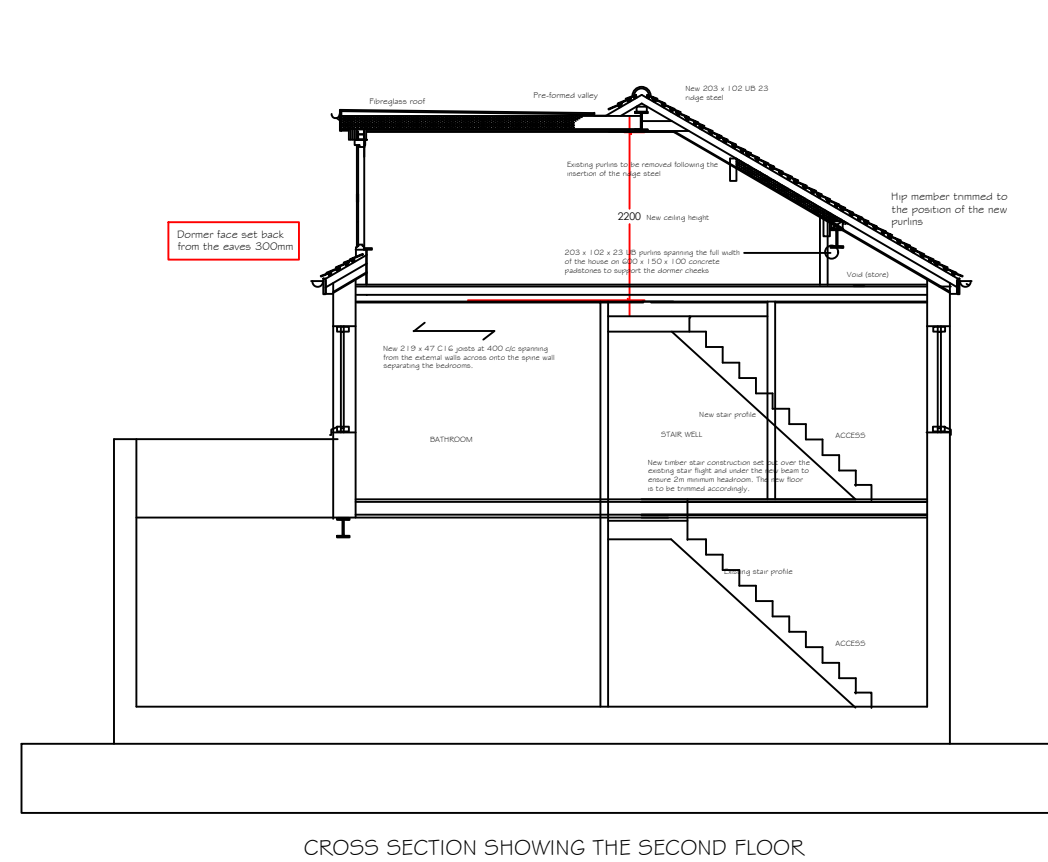 New 203 x 102 UB 23
ridge steel
Pre-formed valley
Fibreglass roof
Existing purlins to be removed following the
insertion of the ridge steel
Hip member trimmed to
the position of the new
purlins
2200 New ceiling height
Dormer face set back
from the eaves 300mm
203 x 102 x 23 UB purlins spanning the full width
of the house on 600 x 150 x 100 concrete
padstones to support the dormer cheeks
Void (store)
New 219 x 47 C16 joists at 400 c/c spanning
from the external walls across onto the spine wall
separating the bedrooms.
New stair profile
BATHROOM
STAIR WELL
ACCESS
New timber stair construction set out over the
existing stair flight and under the new beam to
ensure 2m minimum headroom. The new floor
is to be trimmed accordingly.
Existing stair profile
ACCESS
CROSS SECTION SHOWING THE SECOND FLOOR